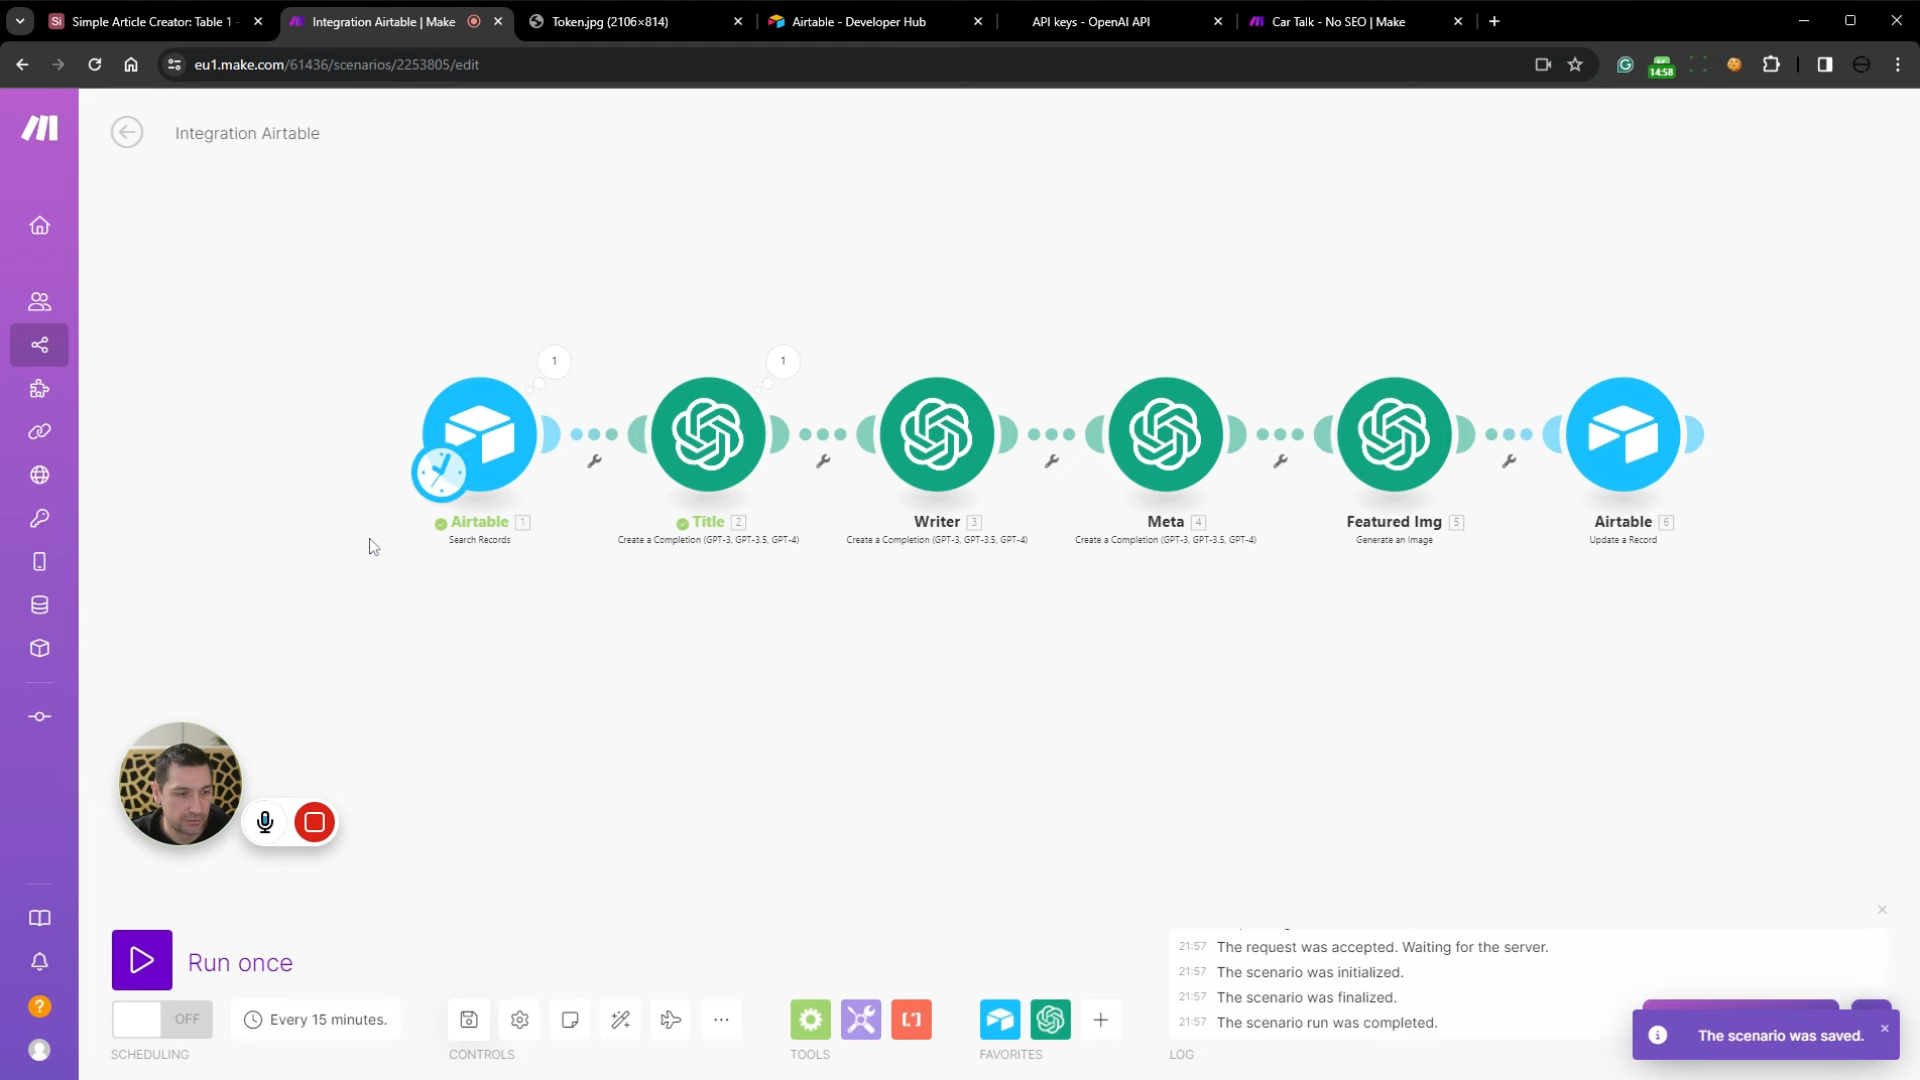 Simple Article Creator: Table 1 -
Integration Airtable | Make
Token.jpg (2106×814)
Airtable - Developer Hub
API keys - OpenAI API
Car Talk - No SEO | Make
eu1.make.com/61436/scenarios/2253805/edit
14:58
Integration Airtable
1
1
Airtable 1
Search Records
Title 2
Create a Completion (GPT-3, GPT-3.5, GPT-4)
Writer 3
Create a Completion (GPT-3, GPT-3.5, GPT-4)
Meta 4
Create a Completion (GPT-3, GPT-3.5, GPT-4)
Featured Img 5
Generate an Image
Airtable 6
Update a Record
Run once
21:57 The request was accepted. Waiting for the server.
21:57 The scenario was initialized.
21:57 The scenario was finalized.
21:57 The scenario run was completed.
OFF
Every 15 minutes.
The scenario was saved.
SCHEDULING
CONTROLS
TOOLS
FAVORITES
LOG